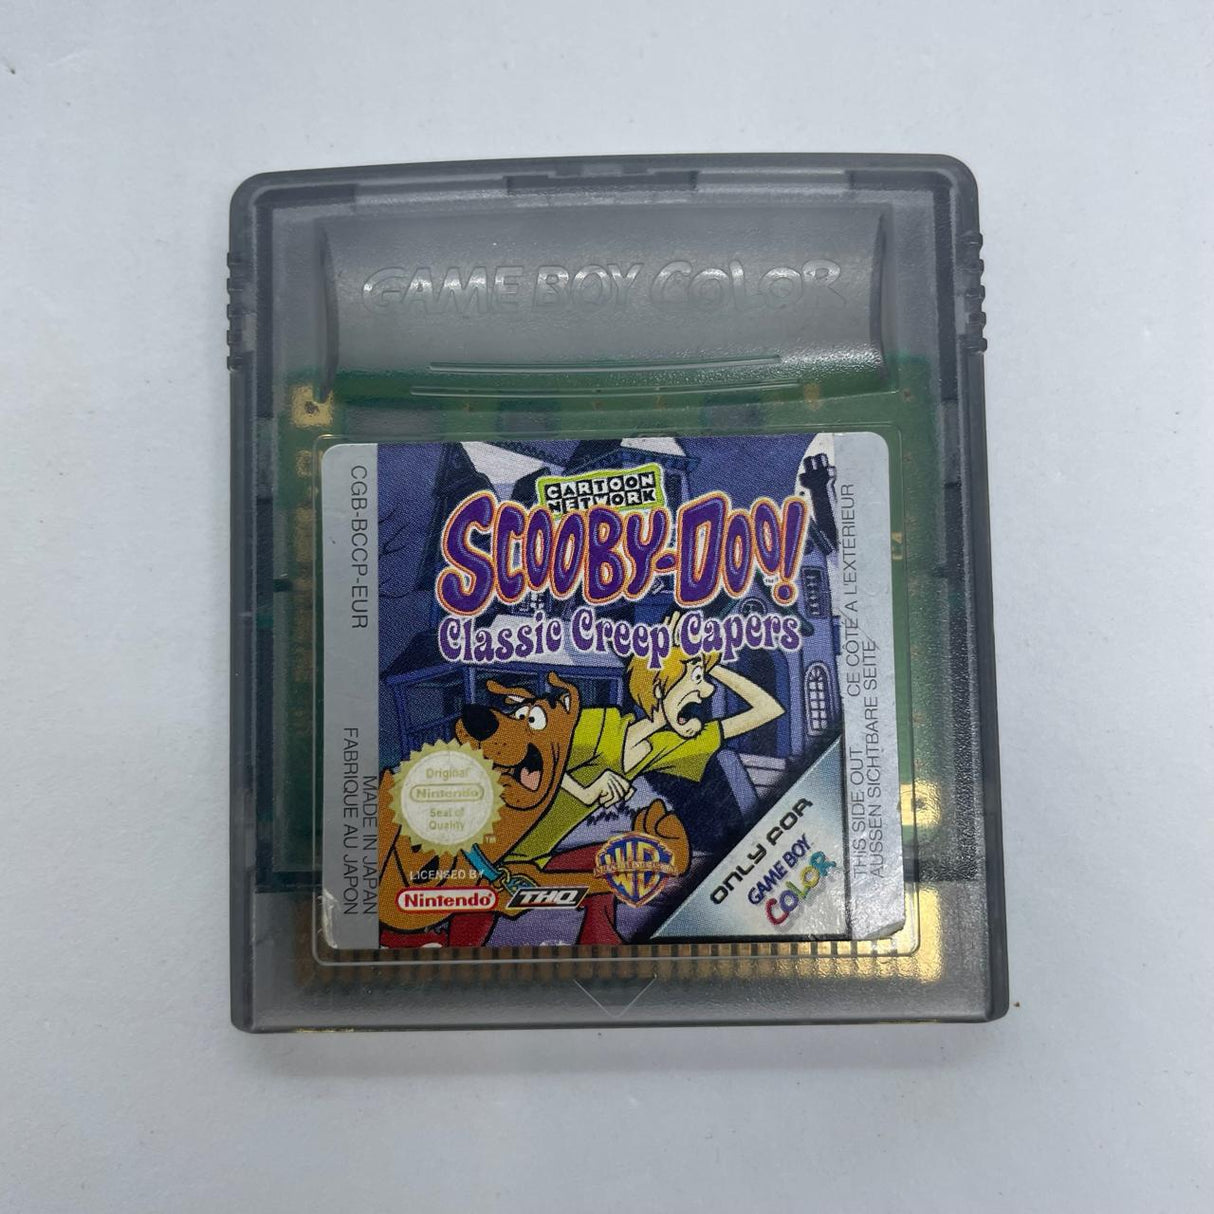 GAME BOY COLOR
CARTOON
NETWORK
SCOOBY-DOO!
Classic Creep Capers
CGB-BCCP-EUR
MADE IN JAPAN
FABRIQUE AU JAPON
Original
Nintendo
Seal of
Quality
LICENSED BY
Nintendo
THQ
WB
ONLY FOR
GAME BOY
COLOR
THIS SIDE OUT
CE COTÉ A L'EXTERIEUR
AUSSEN SICHTBARE SEITE